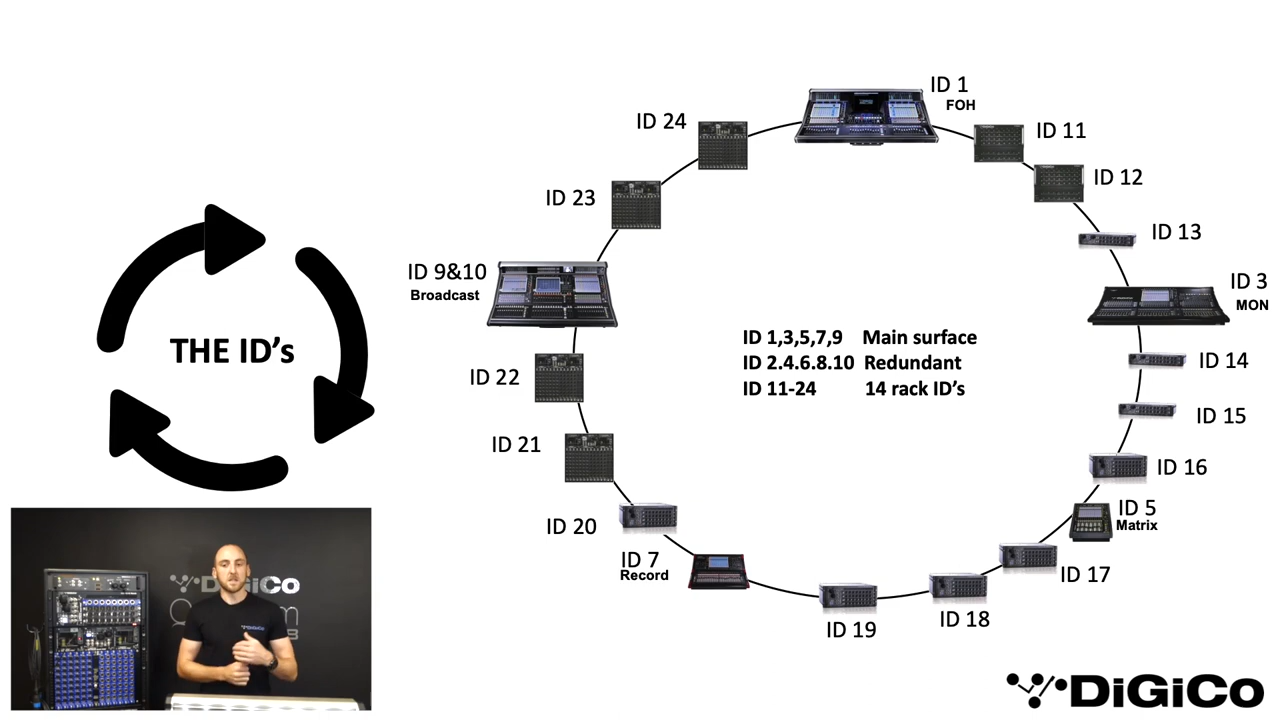 ID 1
FOH
ID 24
ID 11
ID 12
ID 23
ID 13
ID 9&10
Broadcast
ID 3
MON
THE ID’s
ID 1,3,5,7,9 Main surface
ID 2.4.6.8.10 Redundant
ID 11-24 14 rack ID’s
ID 14
ID 22
ID 15
ID 21
ID 16
ID 5
Matrix
ID 20
ID 7
Record
ID 17
ID 18
ID 19
DiGiCo
DiGiCo
DiGiCo